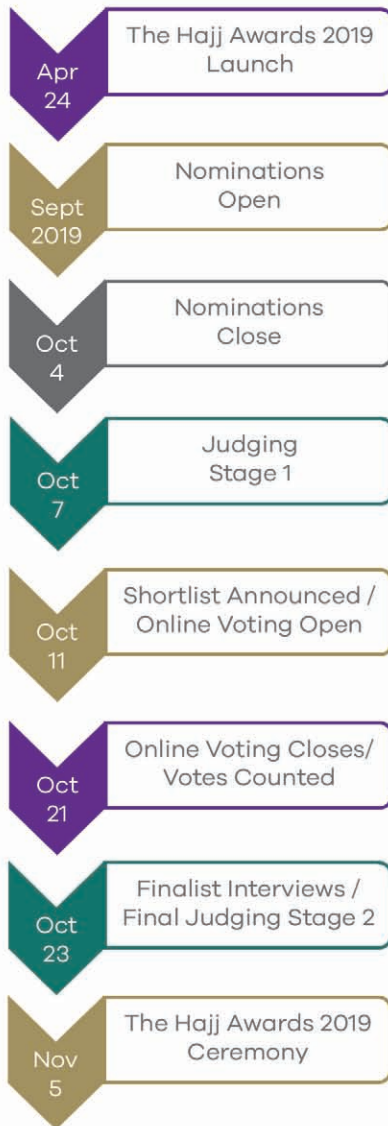 Apr
24
The Hajj Awards 2019
Launch
Sept
2019
Nominations
Open
Oct
4
Nominations
Close
Oct
7
Judging
Stage 1
Oct
11
Shortlist Announced /
Online Voting Open
Oct
21
Online Voting Closes/
Votes Counted
Oct
23
Finalist Interviews /
Final Judging Stage 2
Nov
5
The Hajj Awards 2019
Ceremony